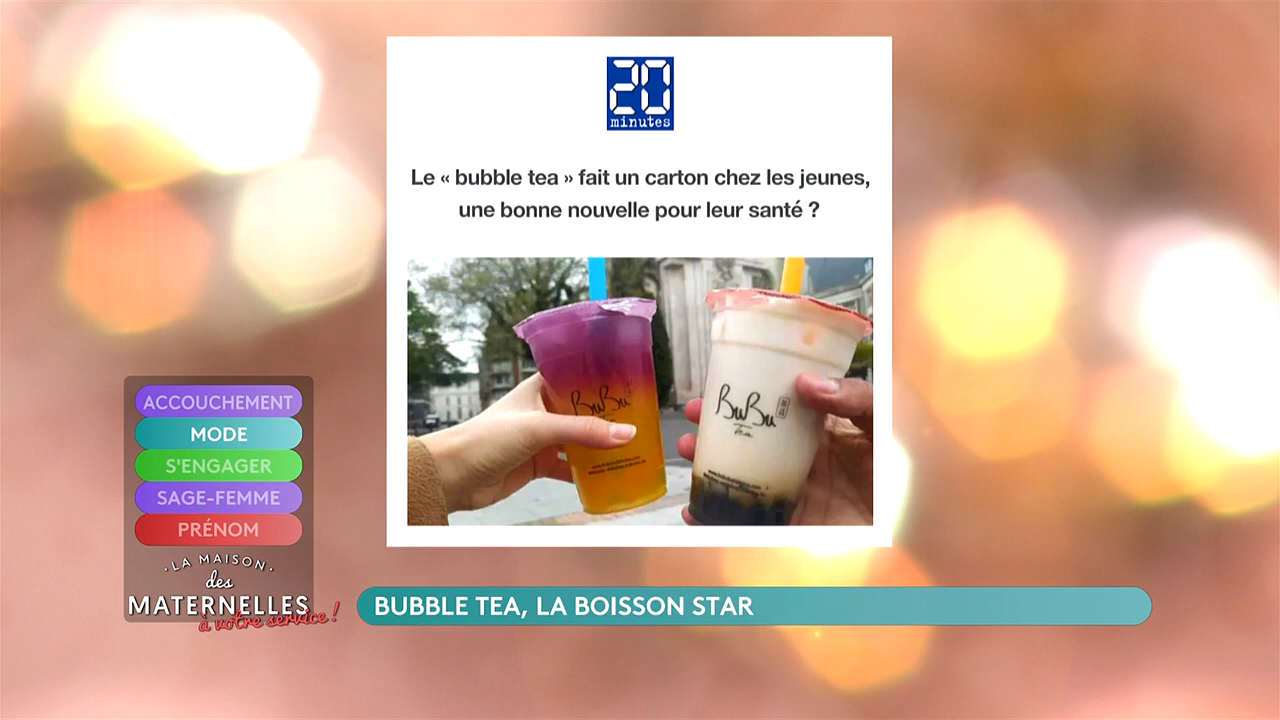 20
minutes
Le « bubble tea » fait un carton chez les jeunes,
une bonne nouvelle pour leur santé ?
BuBu
BuBu
Tea
ACCOUCHEMENT
MODE
S'ENGAGER
SAGE-FEMME
PRÉNOM
.LA MAISON.
des
MATERNELLES
à votre service !
BUBBLE TEA, LA BOISSON STAR